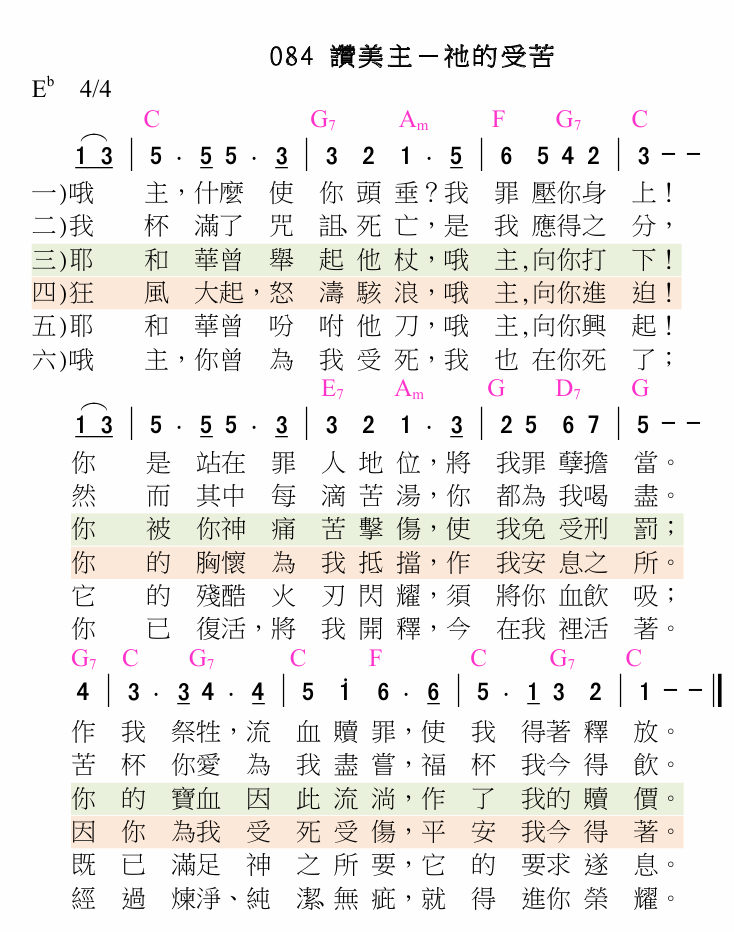 084 讚美主－祂的受苦
E♭ 4/4
C G7 Am F G7 C
1 3 | 5 . 5 5 . 3 | 3 2 1 . 5 | 6 5 4 2 | 3 － －
一)哦 主，什麼 使 你 頭 垂？我 罪 壓你身 上！
二)我 杯 滿了 咒 詛、死 亡，是 我 應得之 分，
三)耶 和 華曾 舉 起 他 杖，哦 主，向你打 下！
四)狂 風 大起，怒 濤 駭 浪，哦 主，向你進 迫！
五)耶 和 華曾 吩 咐 他 刀，哦 主，向你興 起！
六)哦 主，你曾 為 我 受 死，我 也 在你死 了；
E7 Am G D7 G
1 3 | 5 . 5 5 . 3 | 3 2 1 . 3 | 2 5 6 7 | 5 － －
你 是 站在 罪 人 地 位，將 我罪 孽擔 當。
然 而 其中 每 滴 苦 湯，你 都為 我喝 盡。
你 被 你神 痛 苦 擊 傷，使 我免 受刑 罰；
你 的 胸懷 為 我 抵 擋，作 我安 息之 所。
它 的 殘酷 火 刃 閃 耀，須 將你 血飲 吸；
你 已 復活，將 我 開 釋，今 在我 裡活 著。
G7 C G7 C F C G7 C
4 | 3 . 3 4 . 4 | 5 i 6 . 6 | 5 . 1 3 2 | 1 － － ‖
作 我 祭牲，流 血 贖 罪，使 我 得著 釋 放。
苦 杯 你愛 為 我 盡 嘗，福 杯 我今 得 飲。
你 的 寶血 因 此 流 淌，作 了 我的 贖 價。
因 你 為我 受 死 受 傷，平 安 我今 得 著。
既 已 滿足 神 之 所 要，它 的 要求 遂 息。
經 過 煉淨、純 潔、無 疵，就 得 進你 榮 耀。